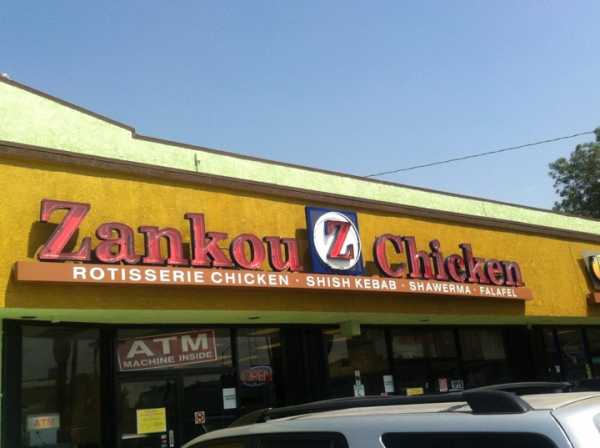 Zankou Z Chicken
ROTISSERIE CHICKEN · SHISH KEBAB · SHAWERMA · FALAFEL
ATM
MACHINE INSIDE
OPEN
ATM